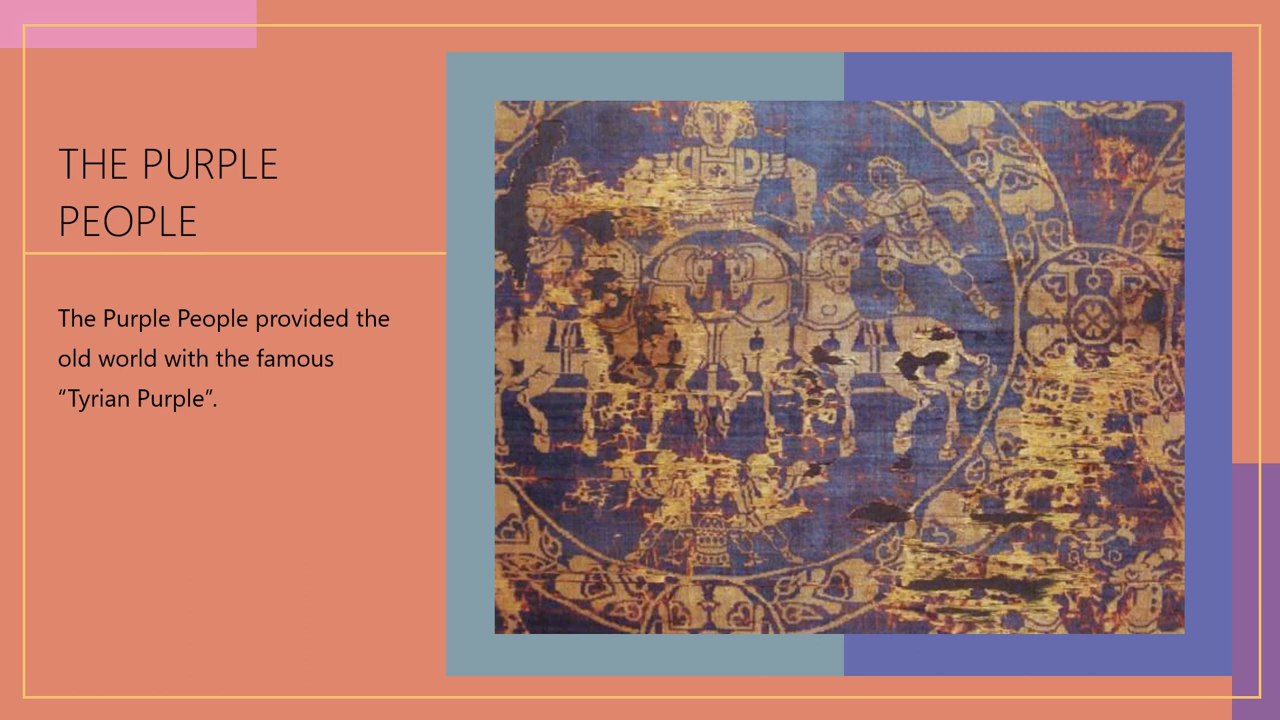 THE PURPLE
PEOPLE
The Purple People provided the
old world with the famous
“Tyrian Purple”.